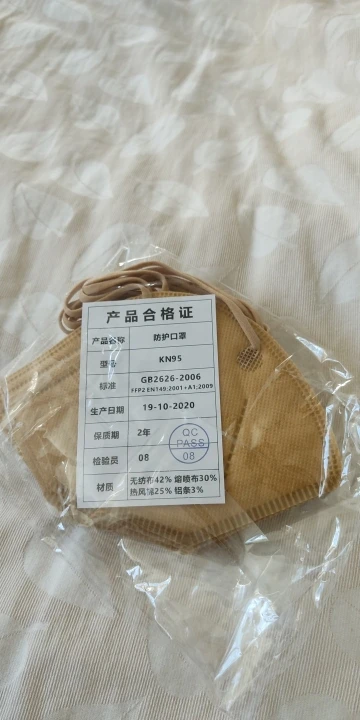 产品合格证
产品名称 防护口罩
型号 KN95
标准 GB2626-2006
FFP2 EN149:2001+A1:2009
生产日期 19-10-2020
保质期 2年
检验员 08
QC
PASS
08
材质 无纺布42% 熔喷布30%
热风棉25% 铝条3%